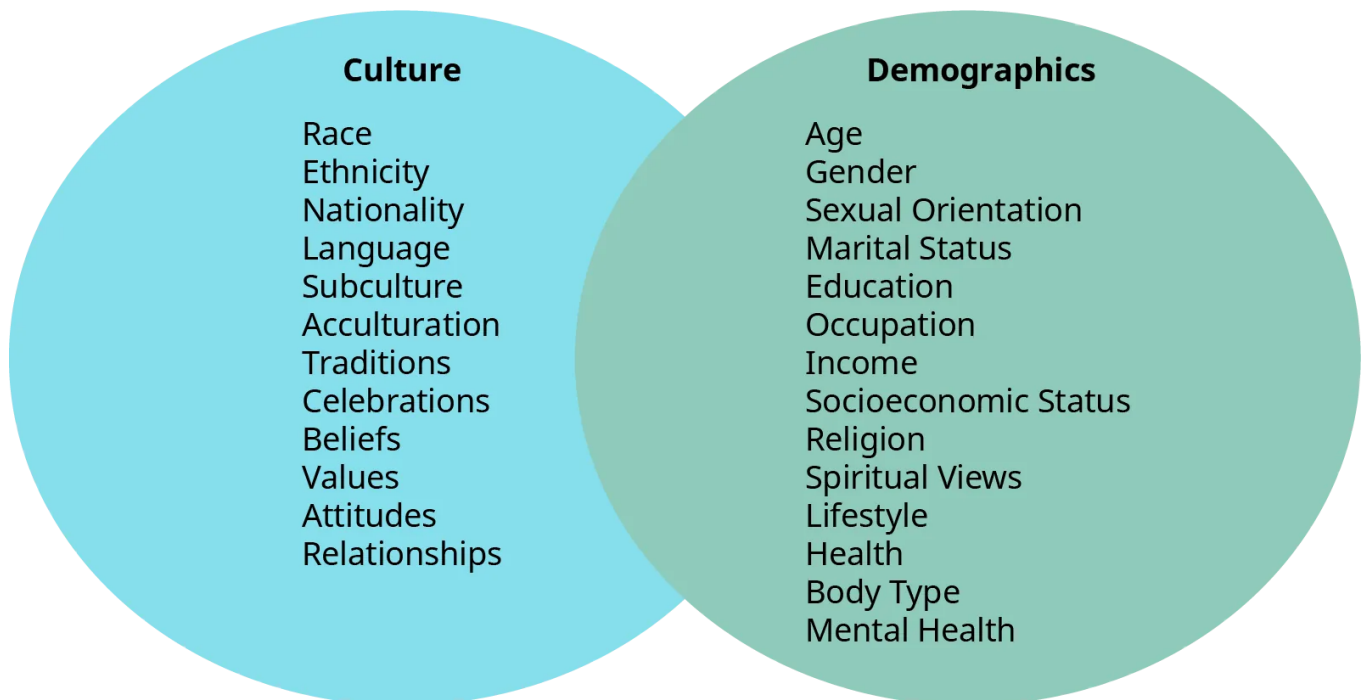 Culture
Race
Ethnicity
Nationality
Language
Subculture
Acculturation
Traditions
Celebrations
Beliefs
Values
Attitudes
Relationships
Demographics
Age
Gender
Sexual Orientation
Marital Status
Education
Occupation
Income
Socioeconomic Status
Religion
Spiritual Views
Lifestyle
Health
Body Type
Mental Health